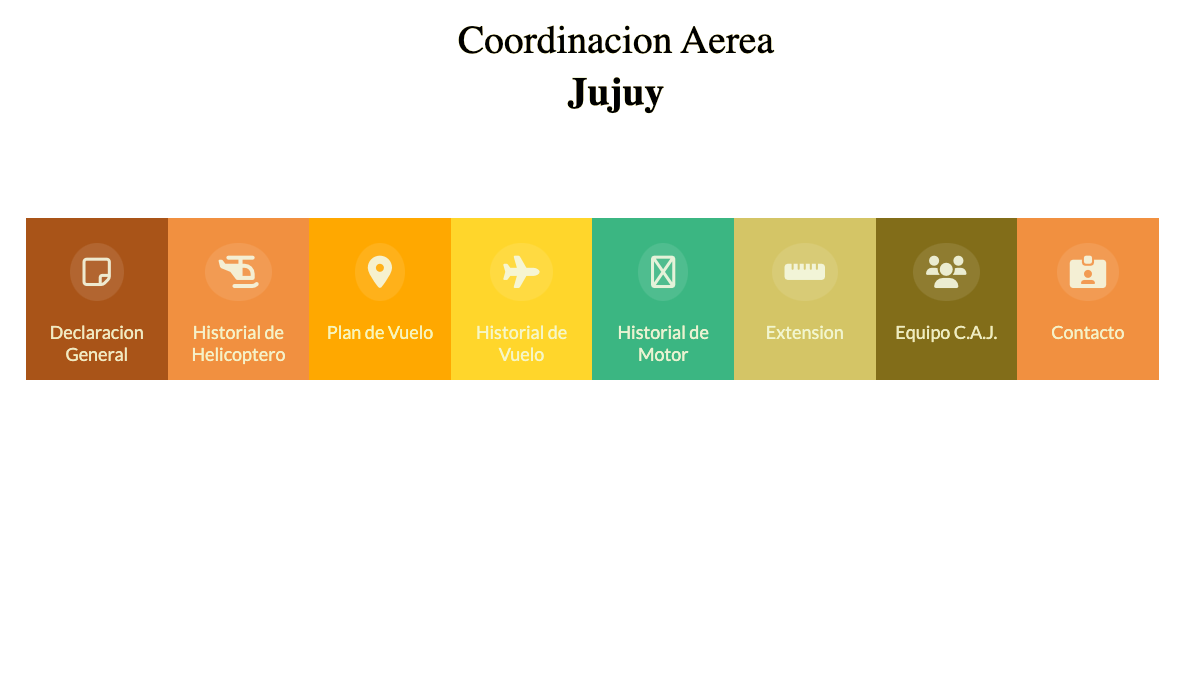 Coordinacion Aerea
Jujuy
Declaracion
General
Historial de
Helicoptero
Plan de Vuelo
Historial de
Vuelo
Historial de
Motor
Extension
Equipo C.A.J.
Contacto